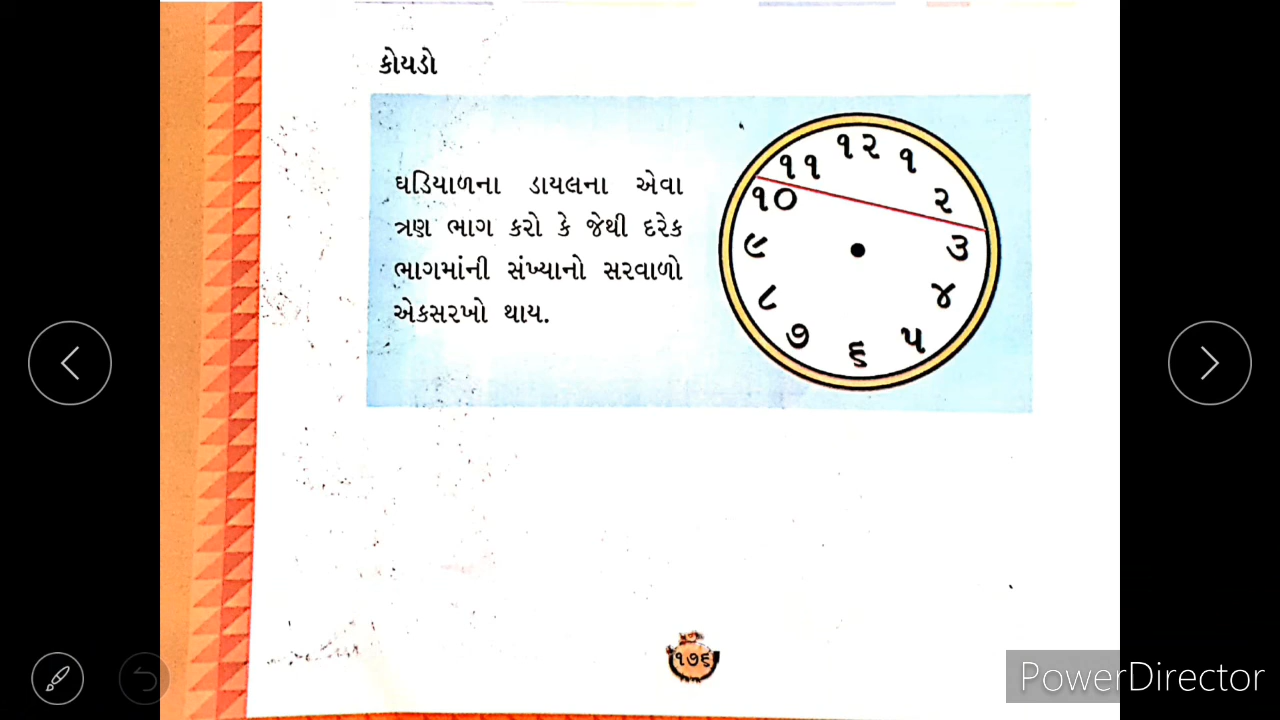 કોયડો
ઘડિયાળના ડાયલના એવા
ત્રણ ભાગ કરો કે જેથી દરેક
ભાગમાંની સંખ્યાનો સરવાળો
એકસરખો થાય.
૧૨
૧૧ ૧
૧૦ ૨
૯ ૩
૮ ૪
૭ ૫
૬
૧૭૬
PowerDirector